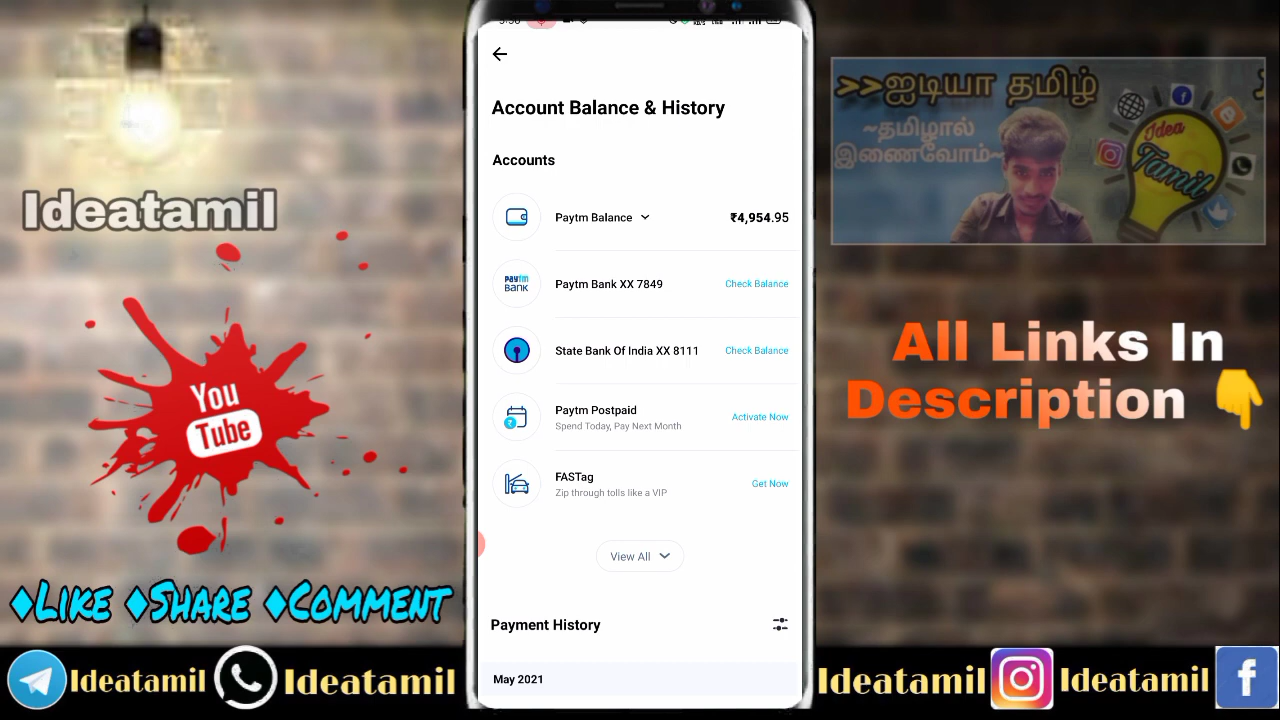 Ideatamil
You
Tube
♦LIKE ♦SHARE ♦COMMENT
Ideatamil
Ideatamil
←
Account Balance & History
Accounts
Paytm Balance
₹4,954.95
paytm
BANK
Paytm Bank XX 7849
Check Balance
State Bank Of India XX 8111
Check Balance
Paytm Postpaid
Spend Today, Pay Next Month
Activate Now
FASTag
Zip through tolls like a VIP
Get Now
View All
Payment History
May 2021
>>ஐடியா தமிழ்
~தமிழால்
இணைவோம்~
Idea
Tamil
All Links In
Description 👇
Ideatamil
Ideatamil